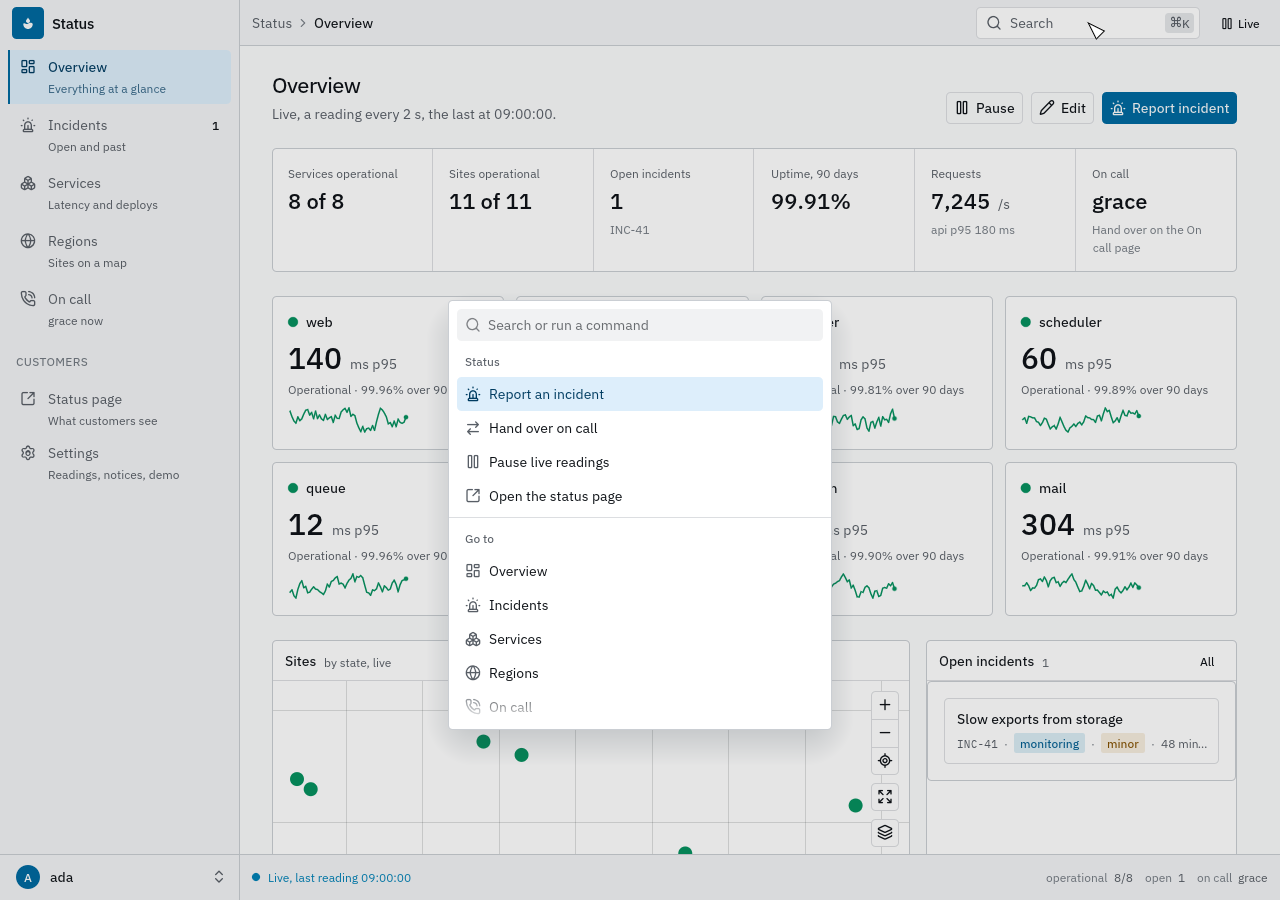 Status
Overview
Everything at a glance
Incidents 1
Open and past
Services
Latency and deploys
Regions
Sites on a map
On call
grace now
CUSTOMERS
Status page
What customers see
Settings
Readings, notices, demo
A ada
Status > Overview
Search ⌘K
Live
Overview
Live, a reading every 2 s, the last at 09:00:00.
Pause
Edit
Report incident
Services operational
8 of 8
Sites operational
11 of 11
Open incidents
1
INC-41
Uptime, 90 days
99.91%
Requests
7,245 /s
api p95 180 ms
On call
grace
Hand over on the On
call page
web
140 ms p95
Operational · 99.96% over 90
ms p95
99.81% over 90 days
scheduler
60 ms p95
Operational · 99.89% over 90 days
queue
12 ms p95
Operational · 99.96% over 90
p95
99.90% over 90 days
mail
304 ms p95
Operational · 99.91% over 90 days
Search or run a command
Status
Report an incident
Hand over on call
Pause live readings
Open the status page
Go to
Overview
Incidents
Services
Regions
On call
Sites by state, live
Open incidents 1
All
Slow exports from storage
INC-41 · monitoring · minor · 48 min…
Live, last reading 09:00:00
operational 8/8 open 1 on call grace